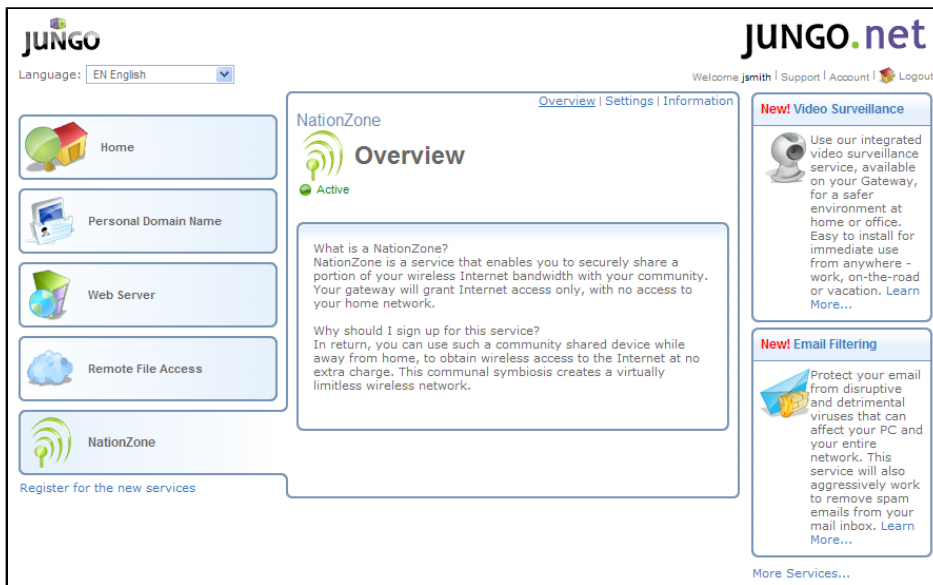 JUNGO
JUNGO.net
Language: EN English
Welcome jsmith | Support | Account | Logout
Home
Personal Domain Name
Web Server
Remote File Access
NationZone
Register for the new services
Overview | Settings | Information
NationZone
Overview
Active
What is a NationZone?
NationZone is a service that enables you to securely share a
portion of your wireless Internet bandwidth with your community.
Your gateway will grant Internet access only, with no access to
your home network.
Why should I sign up for this service?
In return, you can use such a community shared device while
away from home, to obtain wireless access to the Internet at no
extra charge. This communal symbiosis creates a virtually
limitless wireless network.
New! Video Surveillance
Use our integrated
video surveillance
service, available
on your Gateway,
for a safer
environment at
home or office.
Easy to install for
immediate use
from anywhere -
work, on-the-road
or vacation. Learn
More...
New! Email Filtering
Protect your email
from disruptive
and detrimental
viruses that can
affect your PC and
your entire
network. This
service will also
aggressively work
to remove spam
emails from your
mail inbox. Learn
More...
More Services...